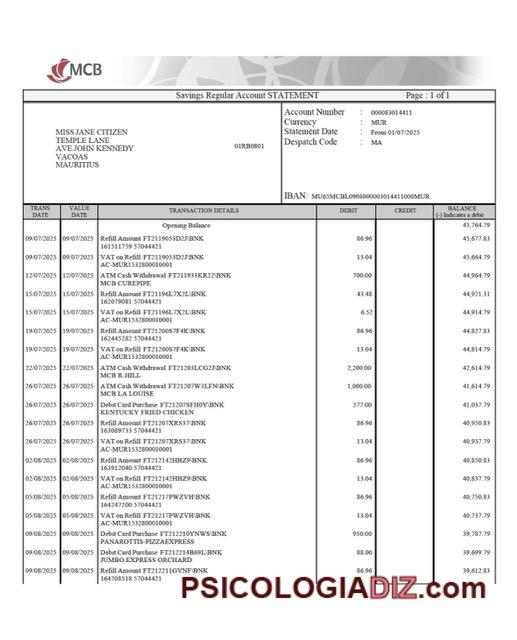 MCB
Savings Regular Account STATEMENT Page : 1 of 1
MISS JANE CITIZEN
TEMPLE LANE
AVE JOHN KENNEDY
VACOAS
MAURITIUS
01RB0801
Account Number : 000083014411
Currency : MUR
Statement Date : From 01/07/2025
Despatch Code : MA
IBAN: MU65MCBL0908000003014411000MUR
TRANS DATE VALUE DATE TRANSACTION DETAILS DEBIT CREDIT BALANCE (-) Indicates a debit
Opening Balance 45,764.79
09/07/2025 09/07/2025 Refill Amount FT2119053D2J\BNK 86.96 45,677.83
161511759 57044421
09/07/2025 09/07/2025 VAT on Refill FT2119053D2J\BNK 13.04 45,664.79
AC-MUR1532800010001
12/07/2025 12/07/2025 ATM Cash Withdrawal FT211933KR22\BNK 700.00 44,964.79
MCB CUREPIPE
15/07/2025 15/07/2025 Refill Amount FT21196L7X2L\BNK 43.48 44,921.31
162079081 57044421
15/07/2025 15/07/2025 VAT on Refill FT21196L7X2L\BNK 6.52 44,914.79
AC-MUR1532800010001
19/07/2025 19/07/2025 Refill Amount FT21200S7F4K\BNK 86.96 44,827.83
162445282 57044421
19/07/2025 19/07/2025 VAT on Refill FT21200S7F4K\BNK 13.04 44,814.79
AC-MUR1532800010001
22/07/2025 22/07/2025 ATM Cash Withdrawal FT21203LCG2J\BNK 2,200.00 42,614.79
MCB R-HILL
26/07/2025 26/07/2025 ATM Cash Withdrawal FT21207W3LFN\BNK 1,000.00 41,614.79
MCB LA LOUISE
26/07/2025 26/07/2025 Debit Card Purchase FT21207SFH0Y\BNK 577.00 41,037.79
KENTUCKY FRIED CHICKEN
26/07/2025 26/07/2025 Refill Amount FT21207XRS37\BNK 86.96 40,950.83
163089733 57044421
26/07/2025 26/07/2025 VAT on Refill FT21207XRS37\BNK 13.04 40,937.79
AC-MUR1532800010001
02/08/2025 02/08/2025 Refill Amount FT212142HHZ9\BNK 86.96 40,850.83
163912040 57044421
02/08/2025 02/08/2025 VAT on Refill FT212142HHZ9\BNK 13.04 40,837.79
AC-MUR1532800010001
05/08/2025 05/08/2025 Refill Amount FT21217PWZVH\BNK 86.96 40,750.83
164247200 57044421
05/08/2025 05/08/2025 VAT on Refill FT21217PWZVH\BNK 13.04 40,737.79
AC-MUR1532800010001
09/08/2025 09/08/2025 Debit Card Purchase FT212210YNWS\BNK 950.00 39,787.79
PANAROTTIS-PIZZAEXPRESS
09/08/2025 09/08/2025 Debit Card Purchase FT212214B69L\BNK 88.00 39,699.79
JUMBO EXPRESS ORCHARD
09/08/2025 09/08/2025 Refill Amount FT212211GVNF\BNK 86.96 39,612.83
164708518 57044421
PSICOLOGIADIZ.com